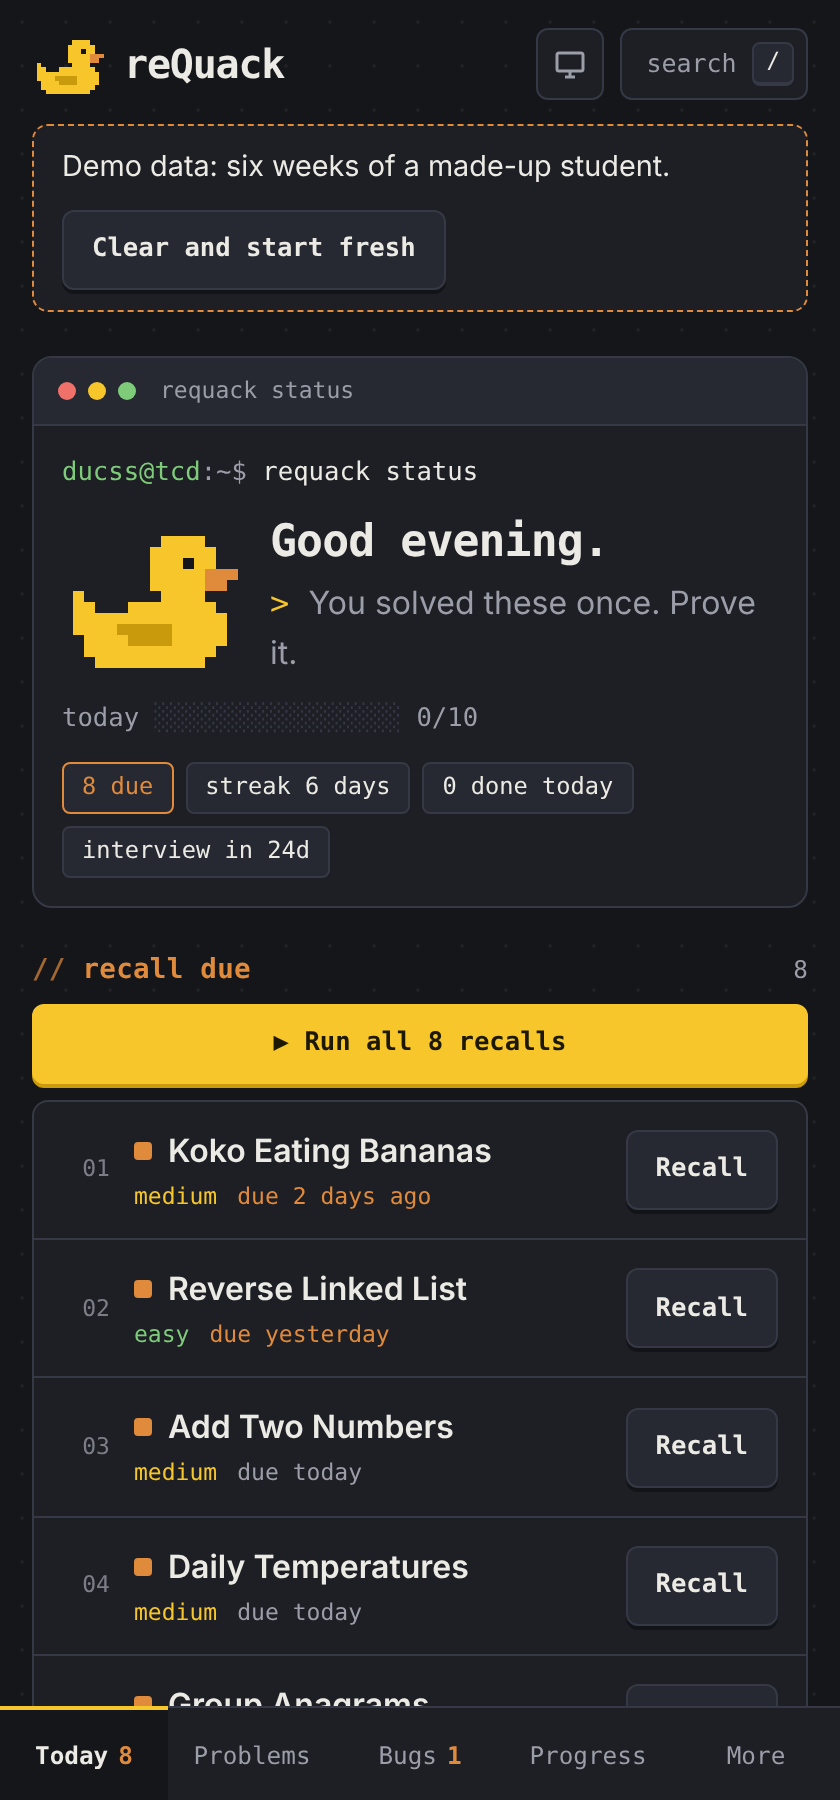 reQuack
search /
Demo data: six weeks of a made-up student.
Clear and start fresh
requack status
ducss@tcd:~$ requack status
Good evening.
> You solved these once. Prove
it.
today 0/10
8 due streak 6 days 0 done today
interview in 24d
// recall due 8
▶ Run all 8 recalls
01 Koko Eating Bananas Recall
medium due 2 days ago
02 Reverse Linked List Recall
easy due yesterday
03 Add Two Numbers Recall
medium due today
04 Daily Temperatures Recall
medium due today
Group Anagrams
Today 8 Problems Bugs 1 Progress More